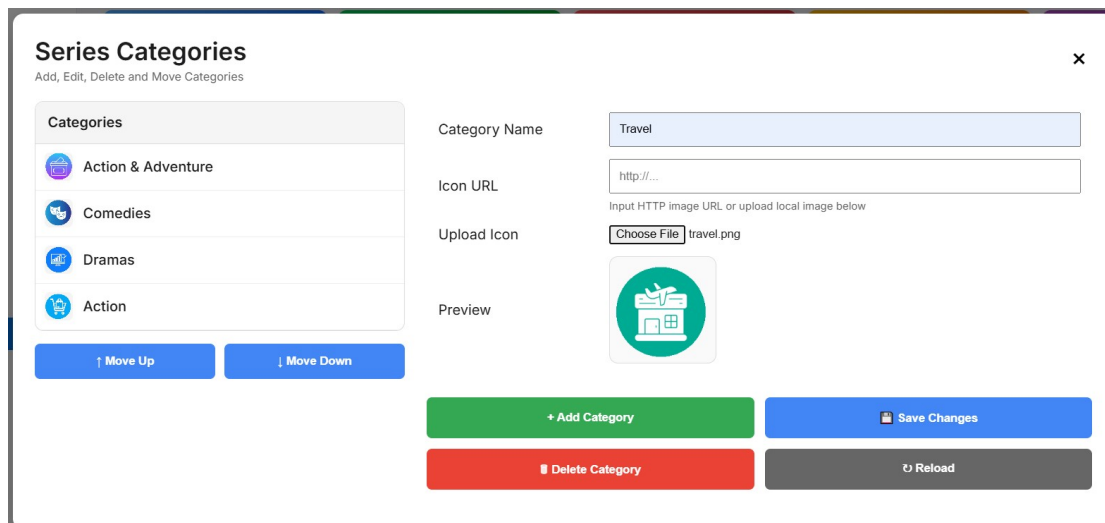 Series Categories
Add, Edit, Delete and Move Categories
×
Categories
Action & Adventure
Comedies
Dramas
Action
↑ Move Up
↓ Move Down
Category Name
Travel
Icon URL
http://...
Input HTTP image URL or upload local image below
Upload Icon
Choose File travel.png
Preview
+ Add Category
💾 Save Changes
🗑 Delete Category
↻ Reload